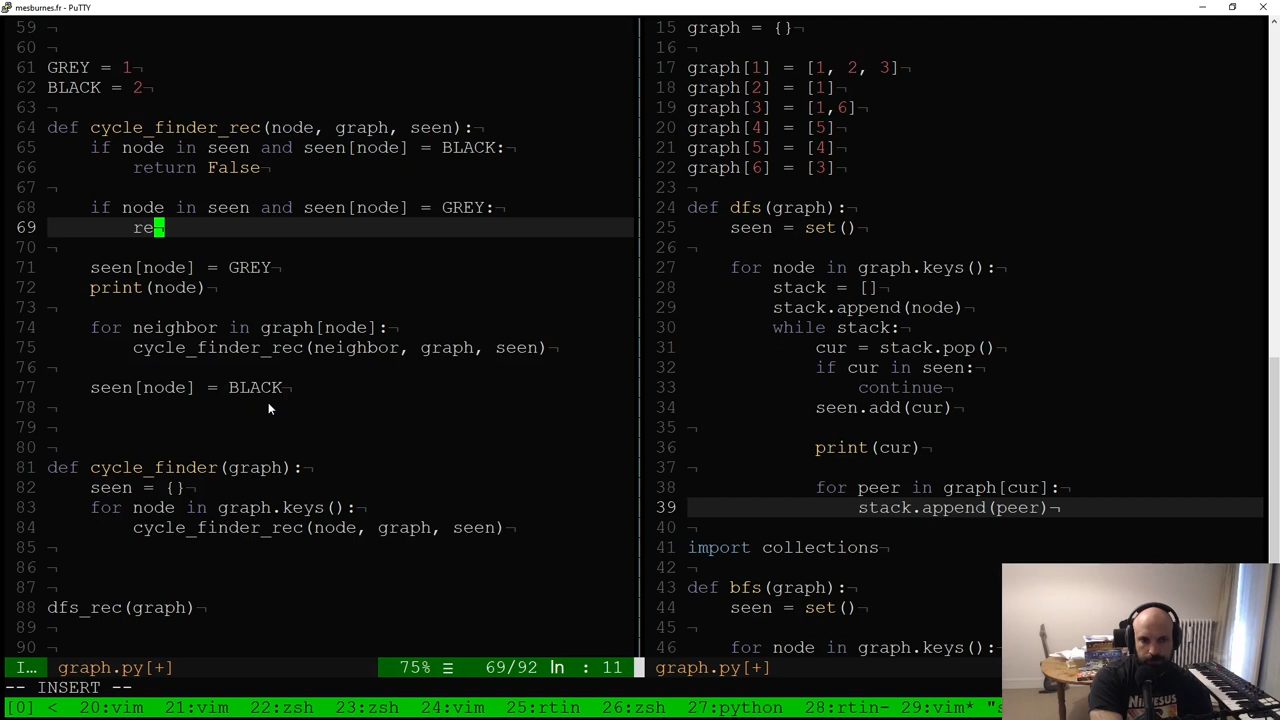 mesburnes.fr - PuTTY
59 ¬
60 ¬
61 GREY = 1¬
62 BLACK = 2¬
63 ¬
64 def cycle_finder_rec(node, graph, seen):¬
65     if node in seen and seen[node] = BLACK:¬
66         return False¬
67 ¬
68     if node in seen and seen[node] = GREY:¬
69         re¬
70 ¬
71     seen[node] = GREY¬
72     print(node)¬
73 ¬
74     for neighbor in graph[node]:¬
75         cycle_finder_rec(neighbor, graph, seen)¬
76 ¬
77     seen[node] = BLACK¬
78 ¬
79 ¬
80 ¬
81 def cycle_finder(graph):¬
82     seen = {}¬
83     for node in graph.keys():¬
84         cycle_finder_rec(node, graph, seen)¬
85 ¬
86 ¬
87 ¬
88 dfs_rec(graph)¬
89 ¬
90 ¬
I… graph.py[+] 75% ≡ 69/92 ln : 11
-- INSERT --
15 graph = {}¬
16 ¬
17 graph[1] = [1, 2, 3]¬
18 graph[2] = [1]¬
19 graph[3] = [1,6]¬
20 graph[4] = [5]¬
21 graph[5] = [4]¬
22 graph[6] = [3]¬
23 ¬
24 def dfs(graph):¬
25     seen = set()¬
26 ¬
27     for node in graph.keys():¬
28         stack = []¬
29         stack.append(node)¬
30         while stack:¬
31             cur = stack.pop()¬
32             if cur in seen:¬
33                 continue¬
34             seen.add(cur)¬
35 ¬
36             print(cur)¬
37 ¬
38             for peer in graph[cur]:¬
39                 stack.append(peer)¬
40 ¬
41 import collections¬
42 ¬
43 def bfs(graph):¬
44     seen = set()¬
45 ¬
46     for node in graph.keys():¬
graph.py[+]
[0] < 20:vim 21:vim 22:zsh 23:zsh 24:vim 25:rtin 26:zsh 27:python 28:rtin- 29:vim* "s